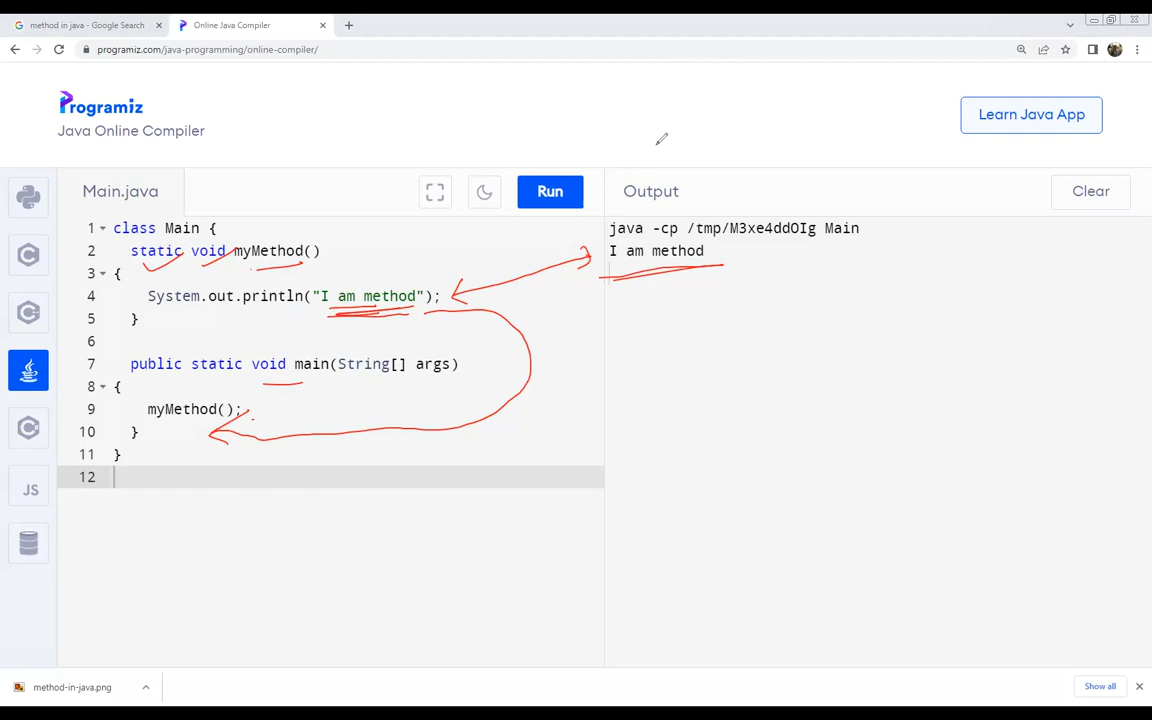 method in java - Google Search
Online Java Compiler
programiz.com/java-programming/online-compiler/
Programiz
Java Online Compiler
Learn Java App
Main.java
Run
Output
Clear
1 class Main {
2 static void myMethod()
3 {
4 System.out.println("I am method");
5 }
6
7 public static void main(String[] args)
8 {
9 myMethod();
10 }
11 }
12
java -cp /tmp/M3xe4ddOIg Main
I am method
JS
method-in-java.png
Show all